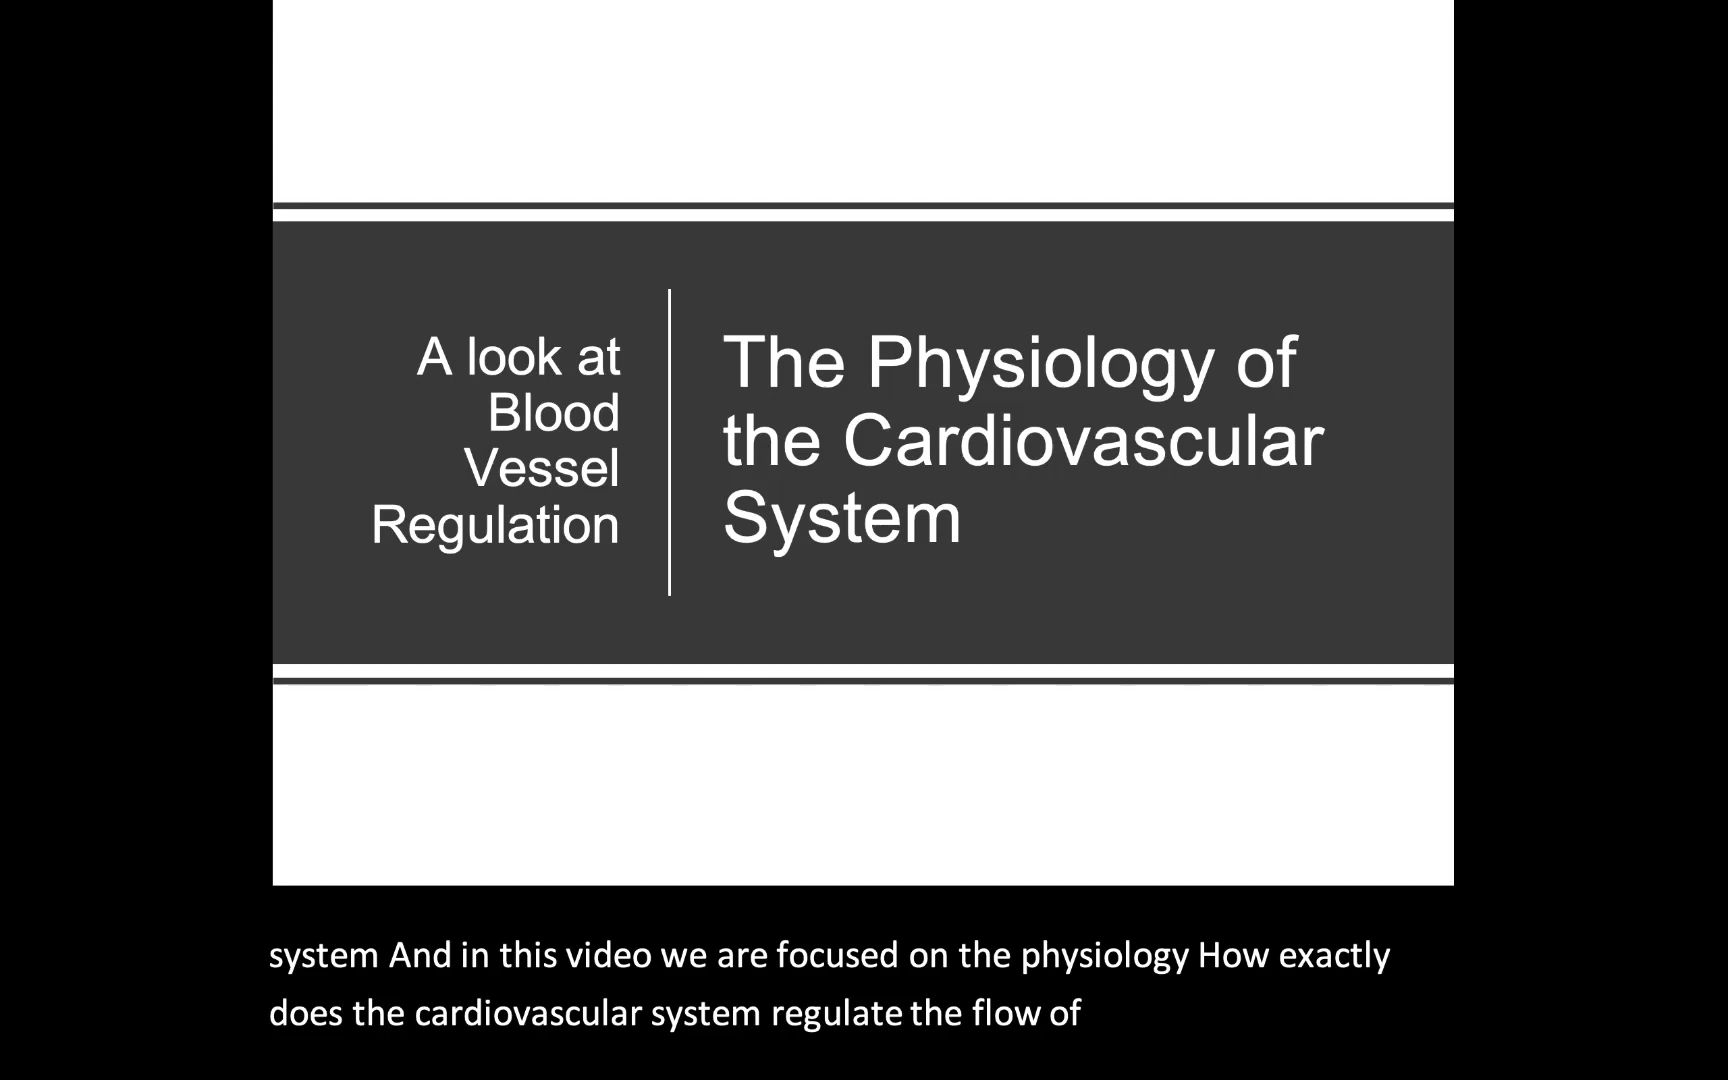 A look at
Blood
Vessel
Regulation
The Physiology of
the Cardiovascular
System
system And in this video we are focused on the physiology How exactly
does the cardiovascular system regulate the flow of